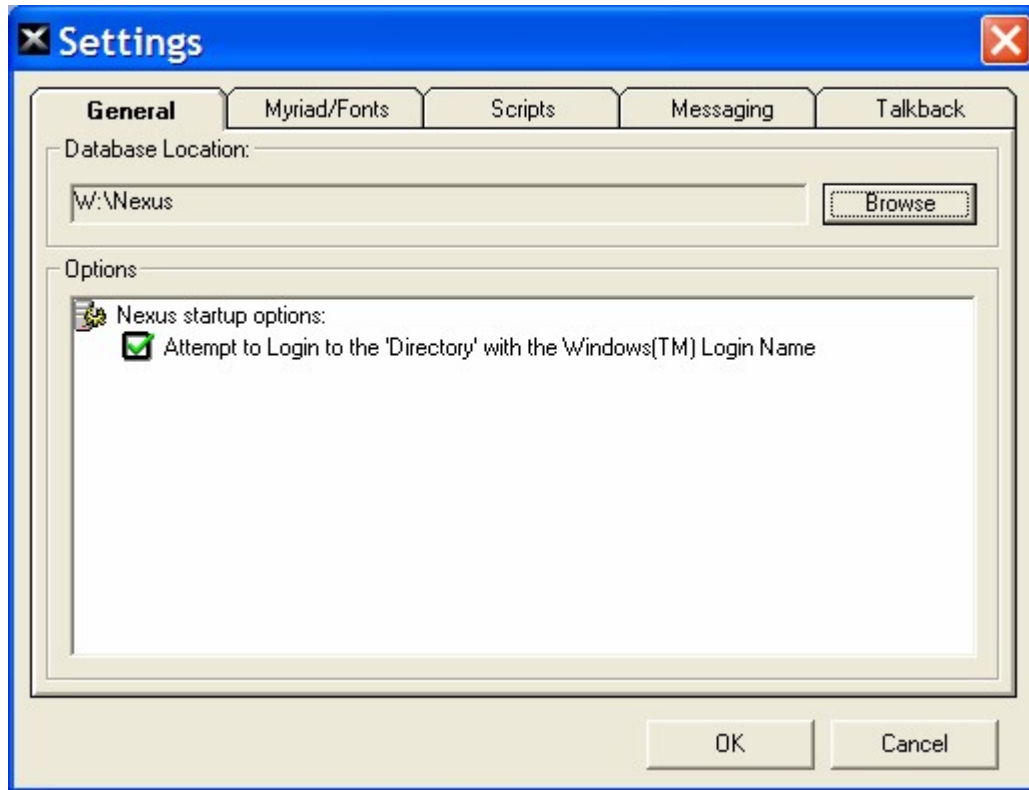 Settings
General Myriad/Fonts Scripts Messaging Talkback
Database Location:
W:\Nexus Browse
Options
Nexus startup options:
Attempt to Login to the 'Directory' with the Windows(TM) Login Name
OK Cancel